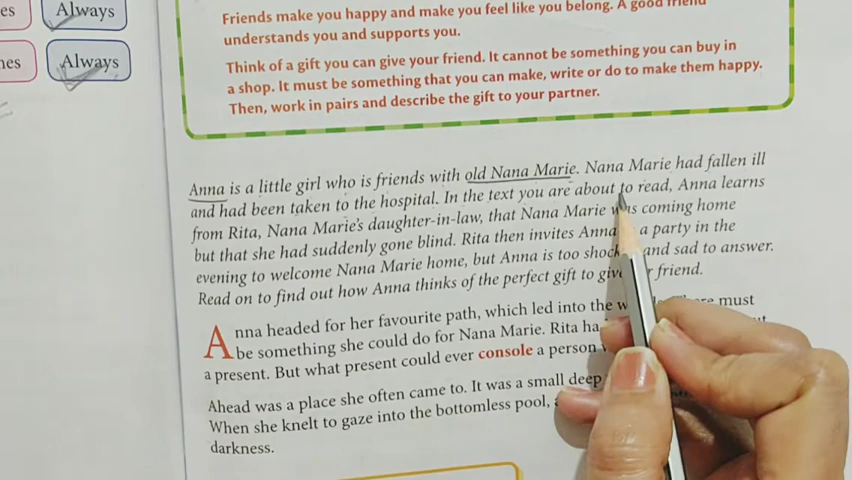 es
Always
nes
Always
Friends make you happy and make you feel like you belong. A good friend
understands you and supports you.
Think of a gift you can give your friend. It cannot be something you can buy in
a shop. It must be something that you can make, write or do to make them happy.
Then, work in pairs and describe the gift to your partner.
Anna is a little girl who is friends with old Nana Marie. Nana Marie had fallen ill
and had been taken to the hospital. In the text you are about to read, Anna learns
from Rita, Nana Marie's daughter-in-law, that Nana Marie was coming home
but that she had suddenly gone blind. Rita then invites Anna a party in the
evening to welcome Nana Marie home, but Anna is too shock and sad to answer.
Read on to find out how Anna thinks of the perfect gift to give friend.
Anna headed for her favourite path, which led into the must
be something she could do for Nana Marie. Rita
a present. But what present could ever console a person
Ahead was a place she often came to. It was a small deep
When she knelt to gaze into the bottomless pool,
darkness.